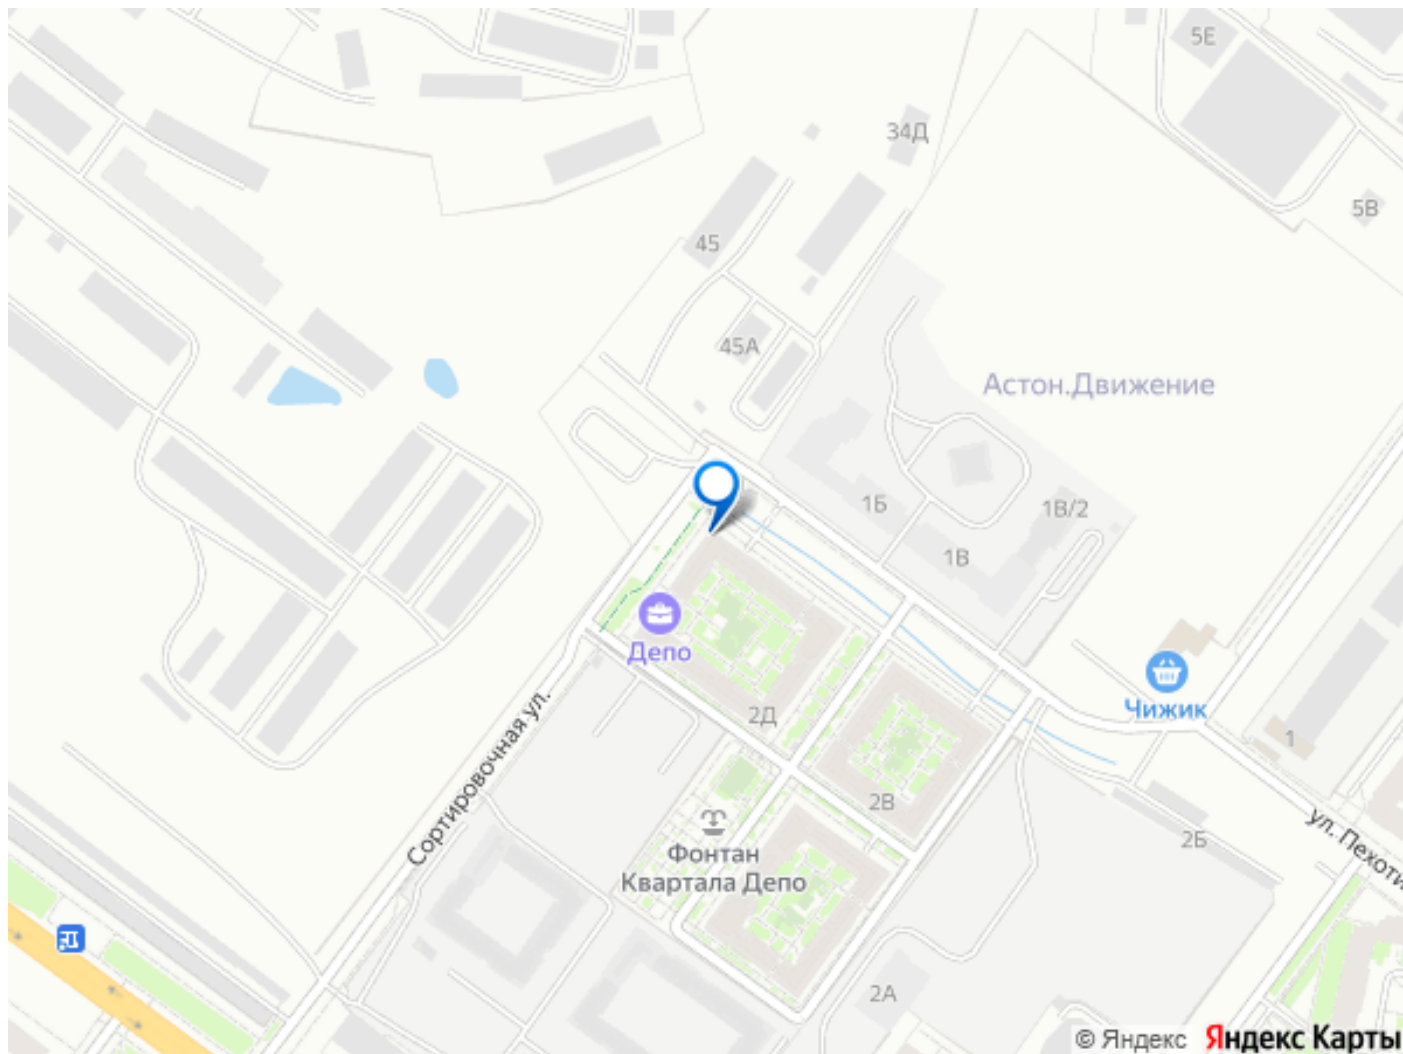 5Е
34Д
5В
45
45А
Астон.Движение
1Б
1В/2
1В
Депо
Чижик
2Д
1
Сортировочная ул.
2В
2Б
ул. Пехоти
Фонтан
Квартала Депо
2А
© Яндекс Яндекс Карты